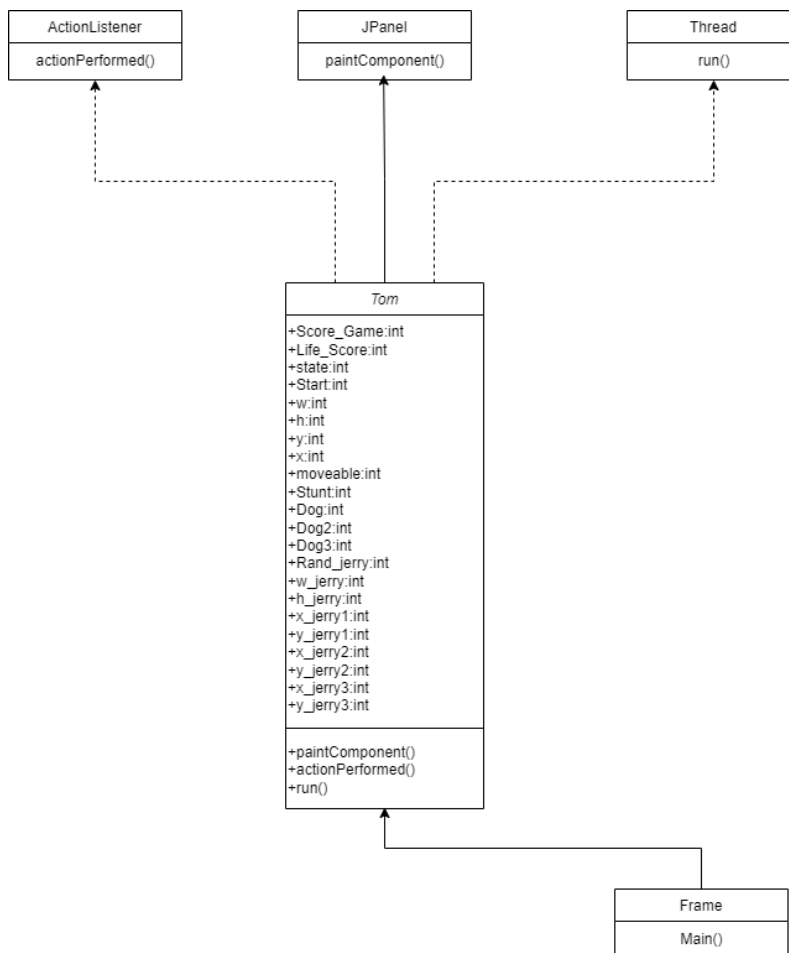 ActionListener
actionPerformed()
JPanel
paintComponent()
Thread
run()
Tom
+Score_Game:int
+Life_Score:int
+state:int
+Start:int
+w:int
+h:int
+y:int
+x:int
+moveable:int
+Stunt:int
+Dog:int
+Dog2:int
+Dog3:int
+Rand_jerry:int
+w_jerry:int
+h_jerry:int
+x_jerry1:int
+y_jerry1:int
+x_jerry2:int
+y_jerry2:int
+x_jerry3:int
+y_jerry3:int
+paintComponent()
+actionPerformed()
+run()
Frame
Main()